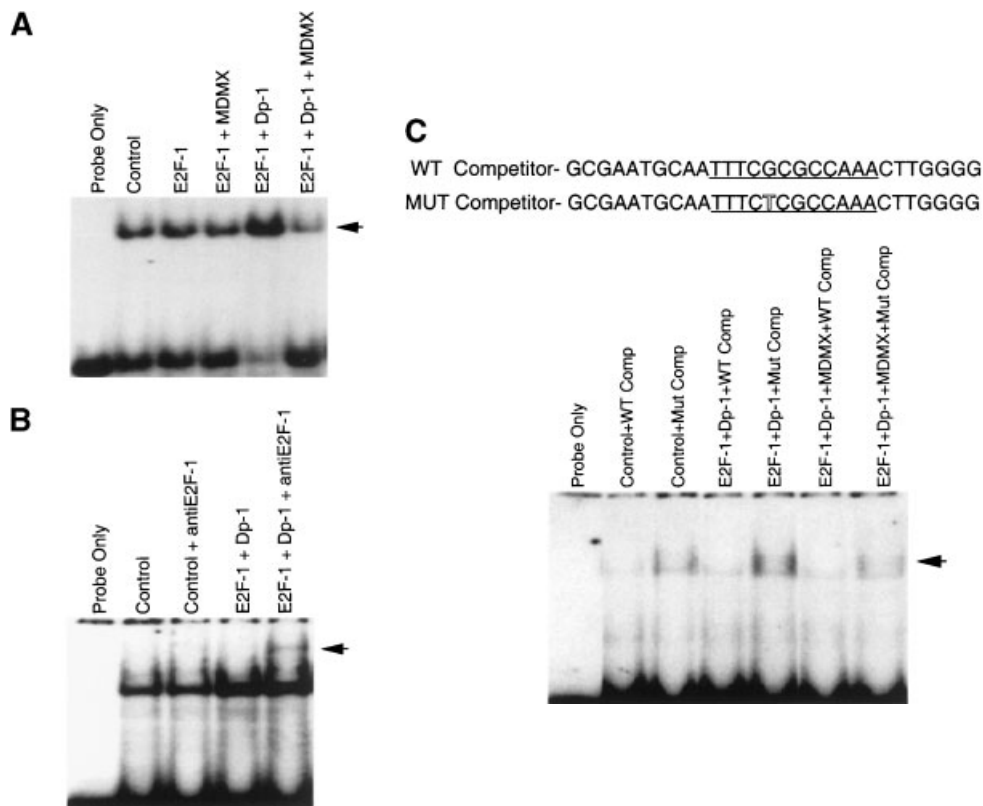 A
Probe Only
Control
E2F-1
E2F-1 + MDMX
E2F-1 + Dp-1
E2F-1 + Dp-1 + MDMX
B
Probe Only
Control
Control + antiE2F-1
E2F-1 + Dp-1
E2F-1 + Dp-1 + antiE2F-1
C
WT Competitor- GCGAATGCAATTTCGCGCCAAACTTGGGG
MUT Competitor- GCGAATGCAATTTCTCGCCAAACTTGGGG
Probe Only
Control+WT Comp
Control+Mut Comp
E2F-1+Dp-1+WT Comp
E2F-1+Dp-1+Mut Comp
E2F-1+Dp-1+MDMX+WT Comp
E2F-1+Dp-1+MDMX+Mut Comp